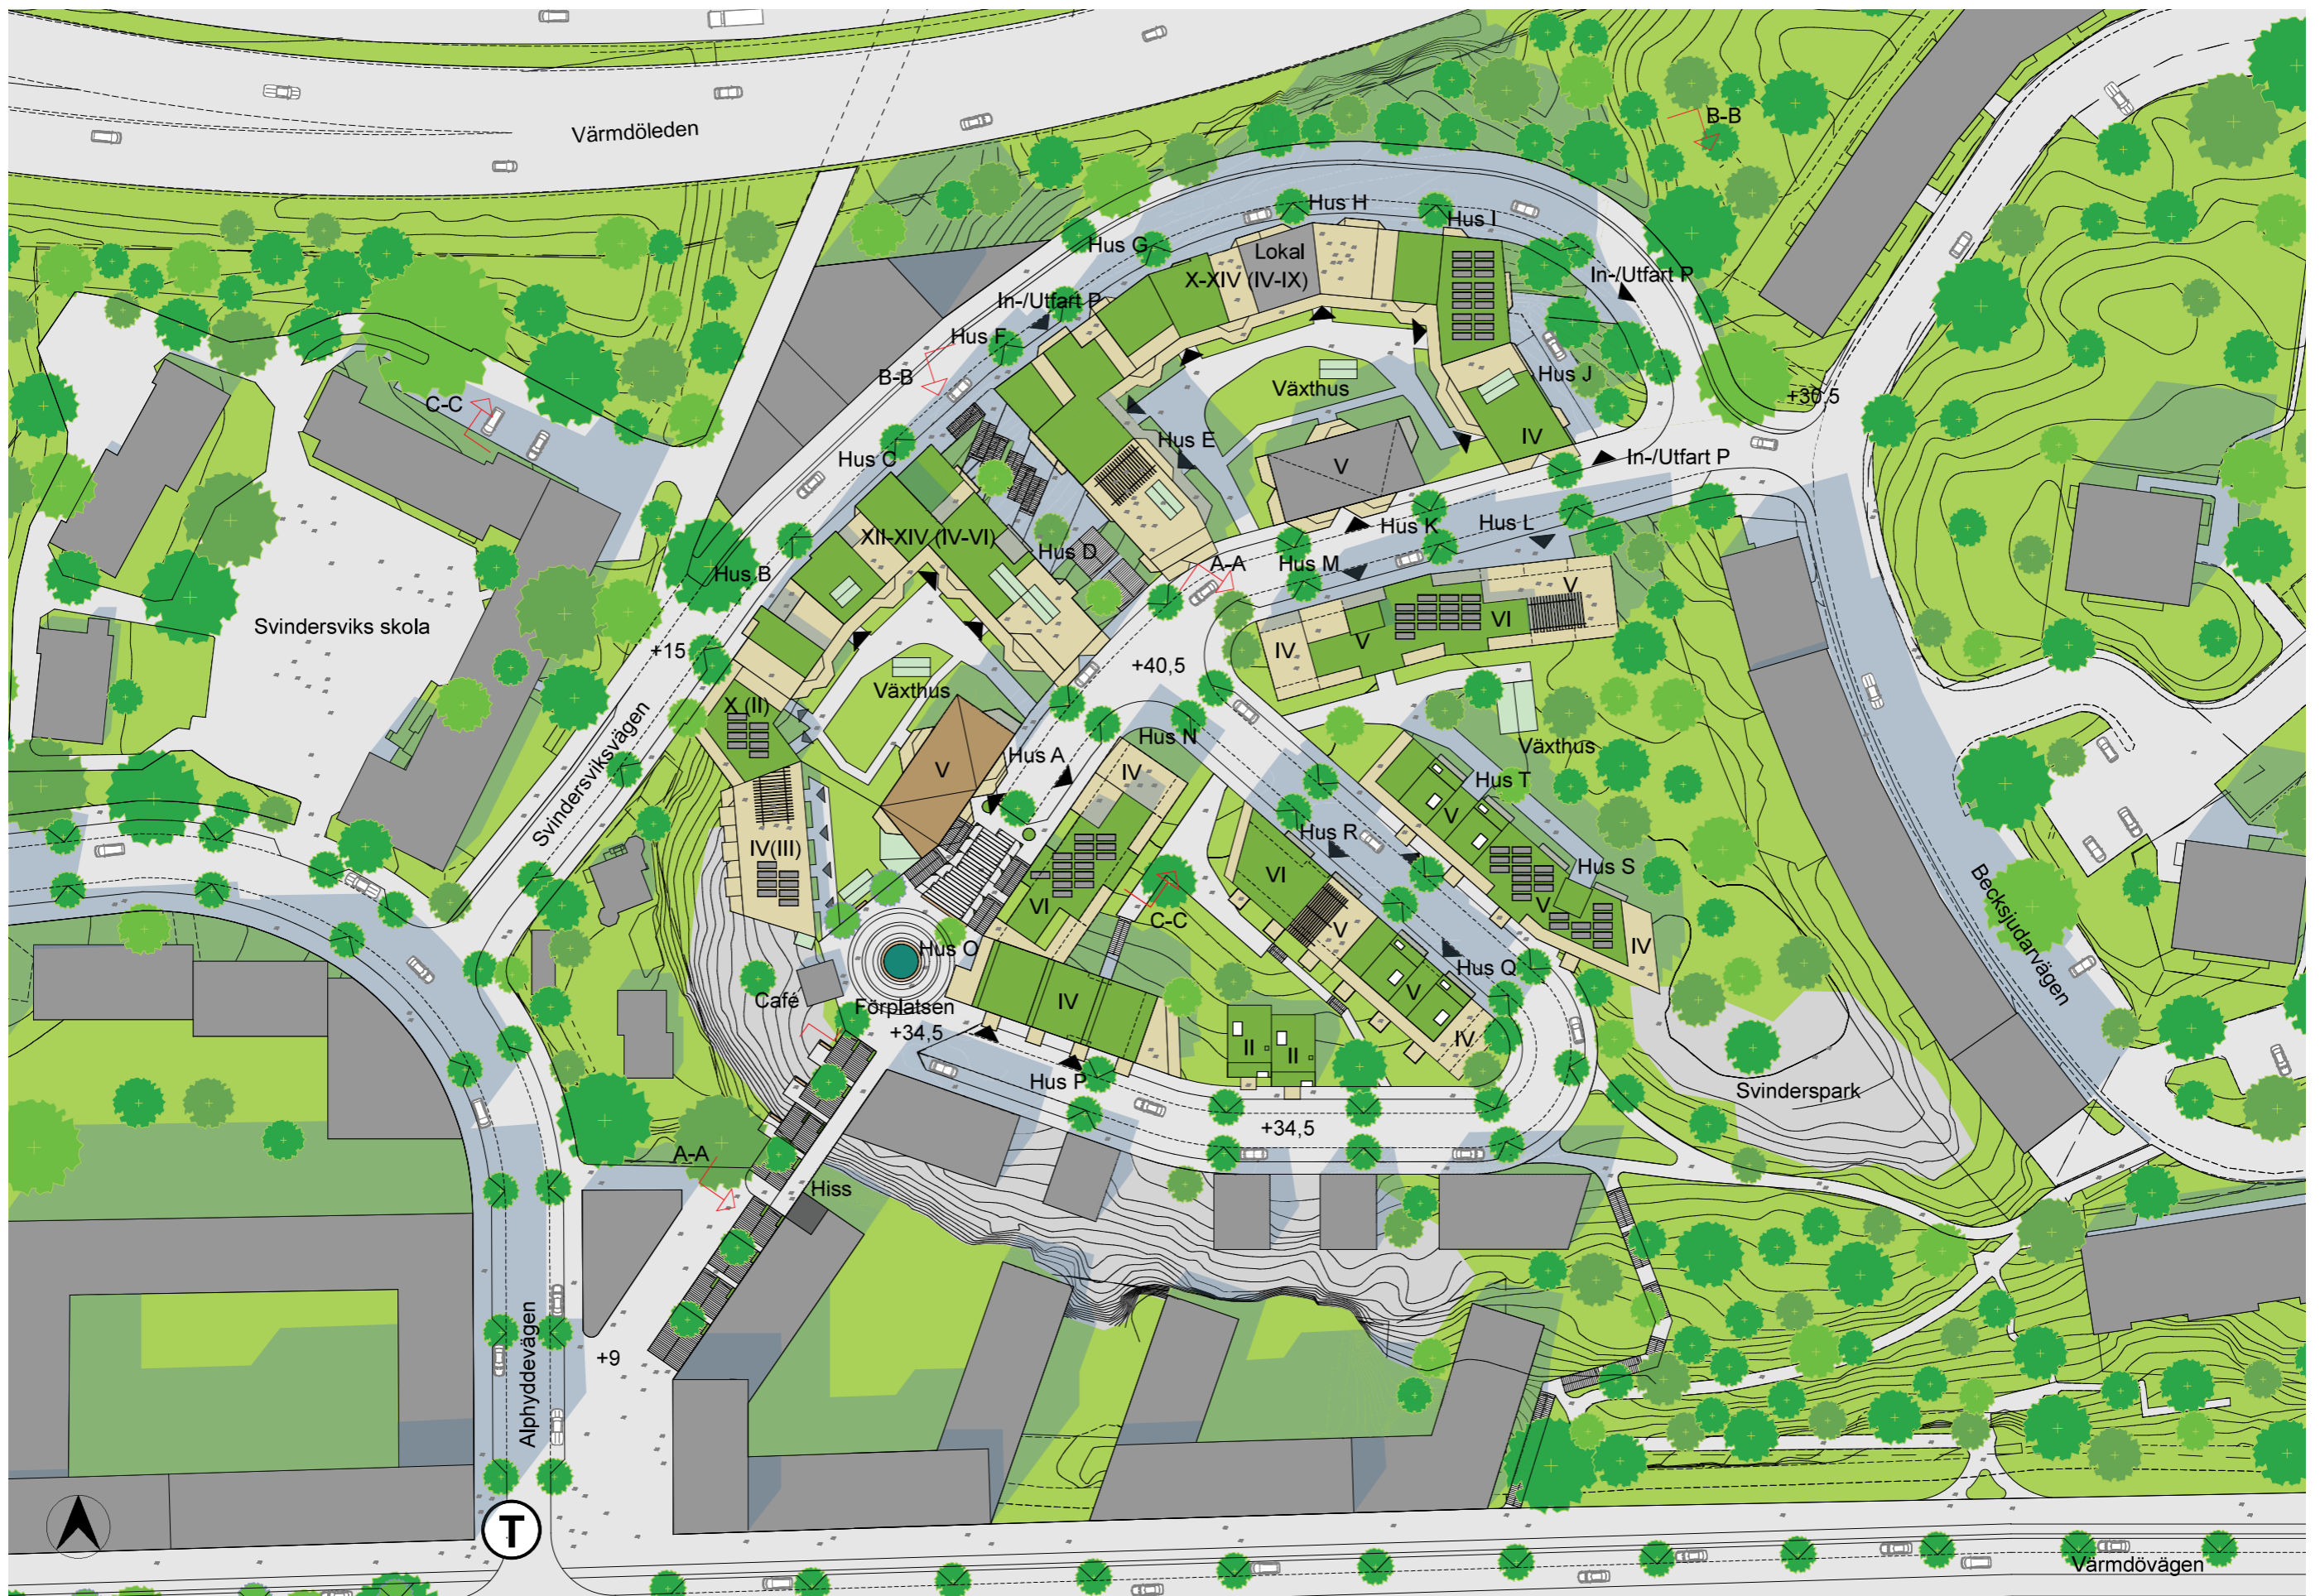 Värmdöleden
B-B
Hus H
Hus I
Hus G
Lokal
X-XIV (IV-IX)
In-/Utfart P
In-/Utfart P
Hus F
B-B
Hus J
Växthus
+30.5
C-C
Hus E
IV
V
In-/Utfart P
Hus C
Hus K
Hus L
XII-XIV (IV-VI)
Hus D
A-A
Hus M
Hus B
V
VI
V
IV
Svindersviks skola
+15
+40,5
Växthus
X (II)
Svindersviksvägen
Hus N
Växthus
Hus A
V
IV
Hus T
V
Hus R
IV(III)
Hus S
VI
VI
V
Becksjudarvägen
C-C
V
IV
Hus O
Hus Q
V
Café
Förplatsen
+34,5
IV
IV
II
II
Hus P
Svinderspark
+34,5
A-A
Hiss
Alphyddevägen
+9
T
Värmdövägen